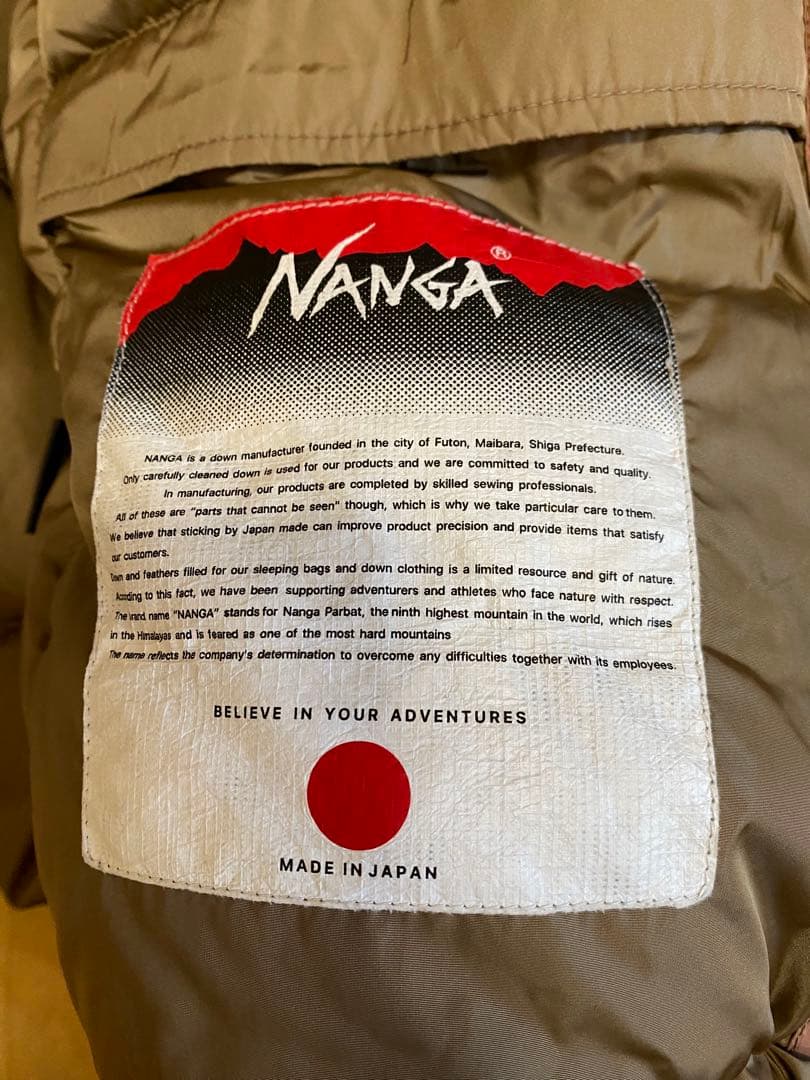 NANGA®
NANGA is a down manufacturer founded in the city of Futon, Maibara, Shiga Prefecture.
Only carefully cleaned down is used for our products and we are committed to safety and quality.
In manufacturing, our products are completed by skilled sewing professionals.
All of these are "parts that cannot be seen" though, which is why we take particular care to them.
We believe that sticking by Japan made can improve product precision and provide items that satisfy
our customers.
Down and feathers filled for our sleeping bags and down clothing is a limited resource and gift of nature.
According to this fact, we have been supporting adventurers and athletes who face nature with respect.
The brand name "NANGA" stands for Nanga Parbat, the ninth highest mountain in the world, which rises
in the Himalayas and is feared as one of the most hard mountains
The name reflects the company's determination to overcome any difficulties together with its employees.
BELIEVE IN YOUR ADVENTURES
MADE IN JAPAN